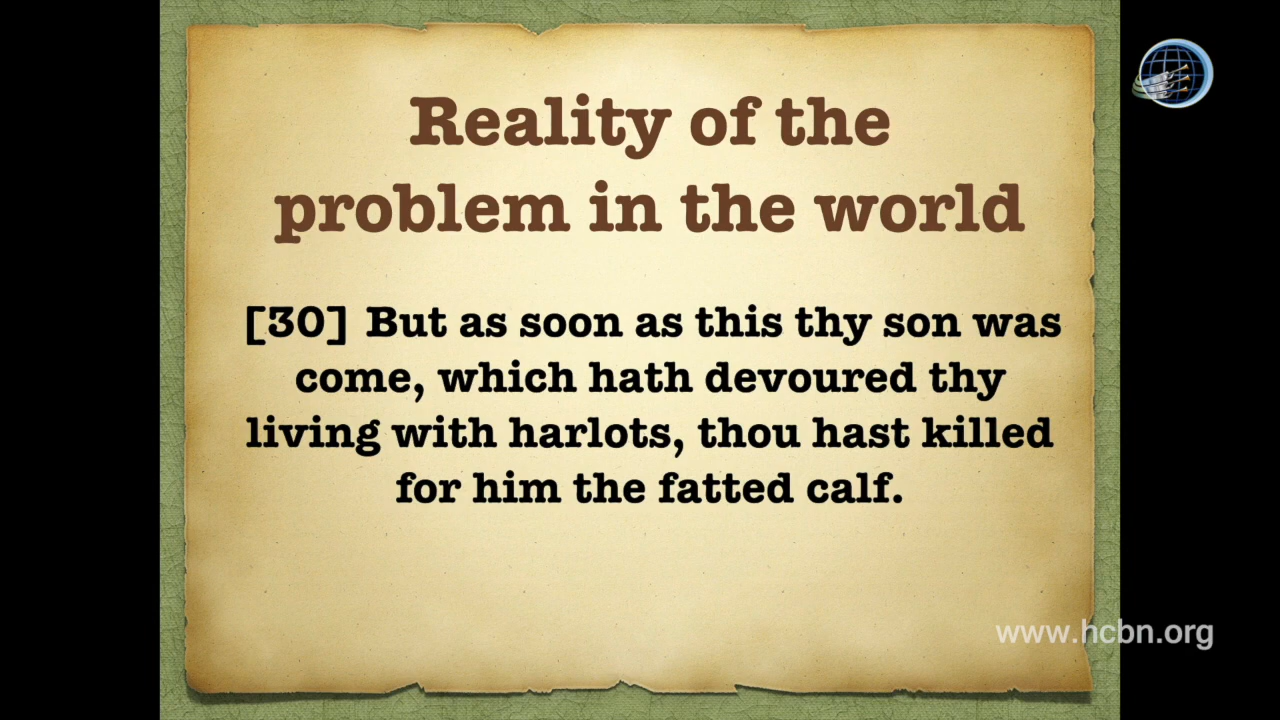 Reality of the
problem in the world
[30] But as soon as this thy son was
come, which hath devoured thy
living with harlots, thou hast killed
for him the fatted calf.
www.hcbn.org